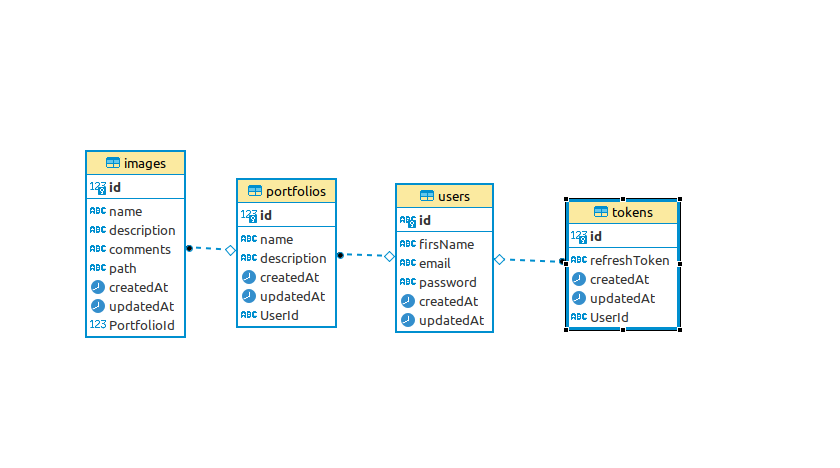 images
123 id
ABC name
ABC description
ABC comments
ABC path
createdAt
updatedAt
123 PortfolioId
portfolios
123 id
ABC name
ABC description
createdAt
updatedAt
ABC UserId
users
ABC id
ABC firsName
ABC email
ABC password
createdAt
updatedAt
tokens
123 id
ABC refreshToken
createdAt
updatedAt
ABC UserId